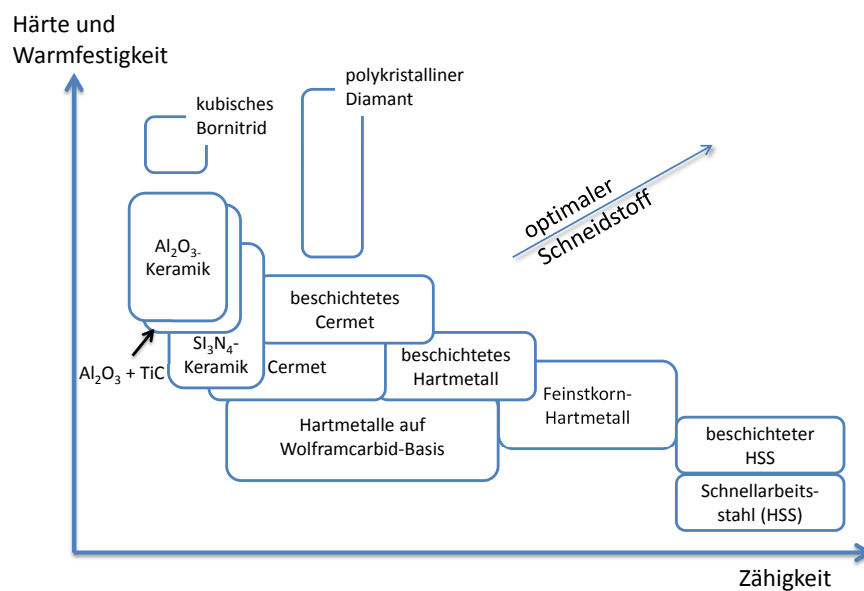 Härte und
Warmfestigkeit
kubisches
Bornitrid
polykristalliner
Diamant
optimaler
Schneidstoff
Al₂O₃-
Keramik
beschichtetes
Cermet
SI₃N₄-
Keramik
Al₂O₃ + TiC
Cermet
beschichtetes
Hartmetall
Feinstkorn-
Hartmetall
Hartmetalle auf
Wolframcarbid-Basis
beschichteter
HSS
Schnellarbeits-
stahl (HSS)
Zähigkeit